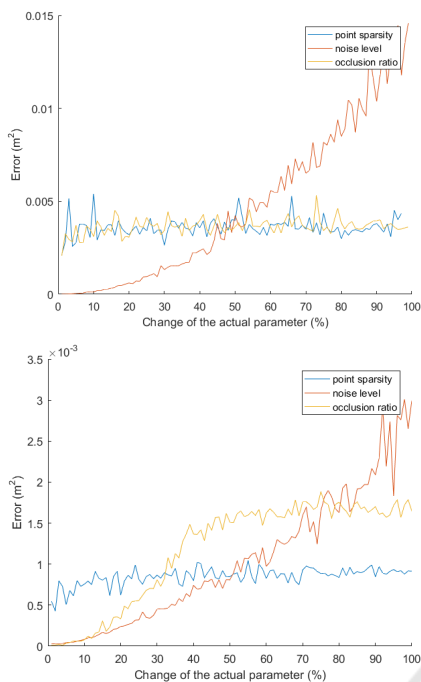 0.015
0.01
0.005
0
Error (m²)
point sparsity
noise level
occlusion ratio
0 10 20 30 40 50 60 70 80 90 100
Change of the actual parameter (%)
×10⁻³
3.5
3
2.5
2
1.5
1
0.5
0
Error (m²)
point sparsity
noise level
occlusion ratio
0 10 20 30 40 50 60 70 80 90 100
Change of the actual parameter (%)